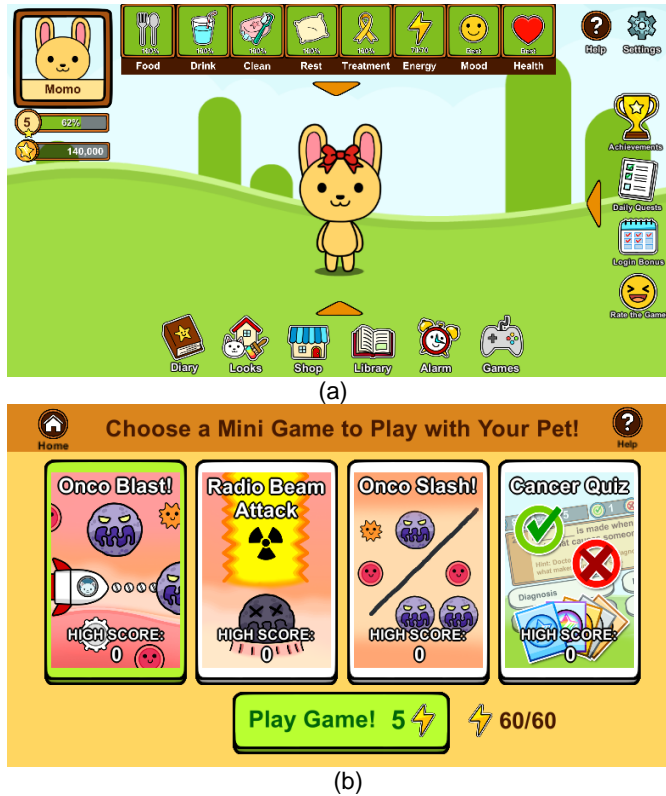 Momo
5
62%
140,000
Food Drink Clean Rest Treatment Energy Mood Health
Help Settings
Achievements
Daily Quests
Login Bonus
Rate the Game
Diary Looks Shop Library Alarm Games
(a)
Home
Choose a Mini Game to Play with Your Pet!
Help
Onco Blast!
HIGH SCORE:
0
Radio Beam
Attack
HIGH SCORE:
0
Onco Slash!
HIGH SCORE:
0
Cancer Quiz
is made when
Diagnosis
HIGH SCORE:
0
Play Game! 5
60/60
(b)